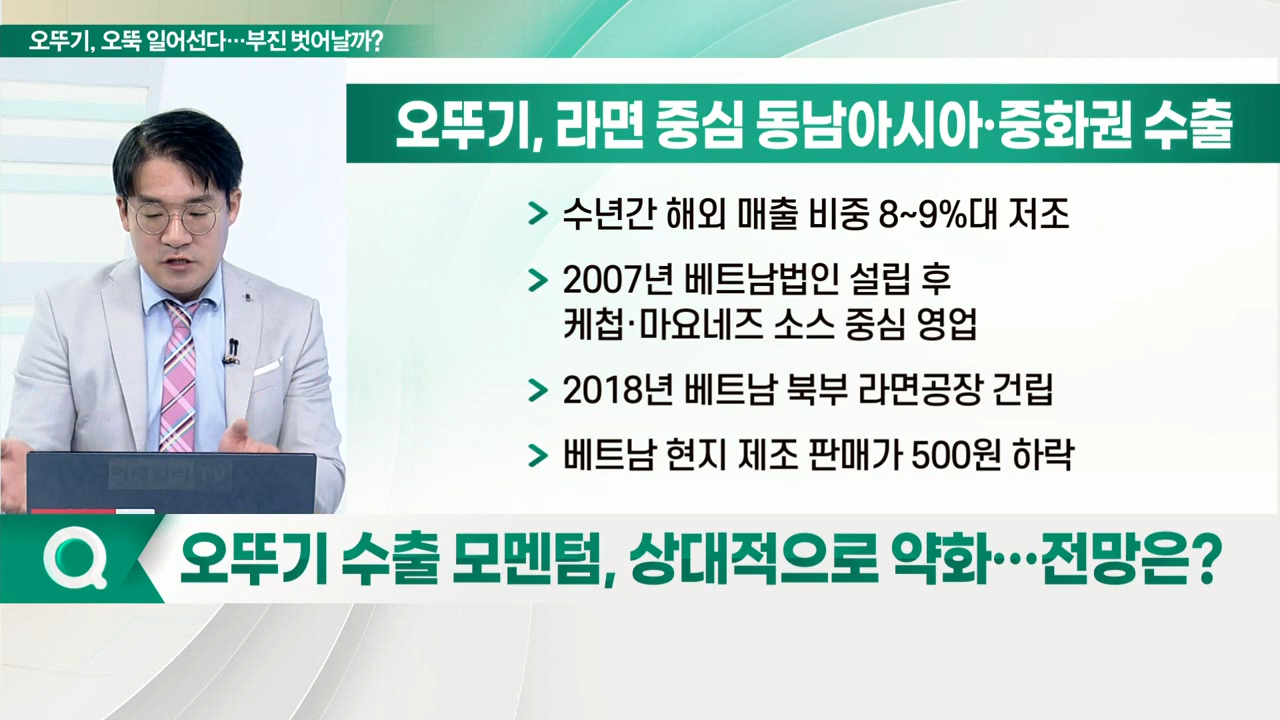 오뚜기, 오뚝 일어선다…부진 벗어날까?
오뚜기, 라면 중심 동남아시아·중화권 수출
> 수년간 해외 매출 비중 8~9%대 저조
> 2007년 베트남법인 설립 후
케첩·마요네즈 소스 중심 영업
> 2018년 베트남 북부 라면공장 건립
> 베트남 현지 제조 판매가 500원 하락
오뚜기 수출 모멘텀, 상대적으로 약화…전망은?